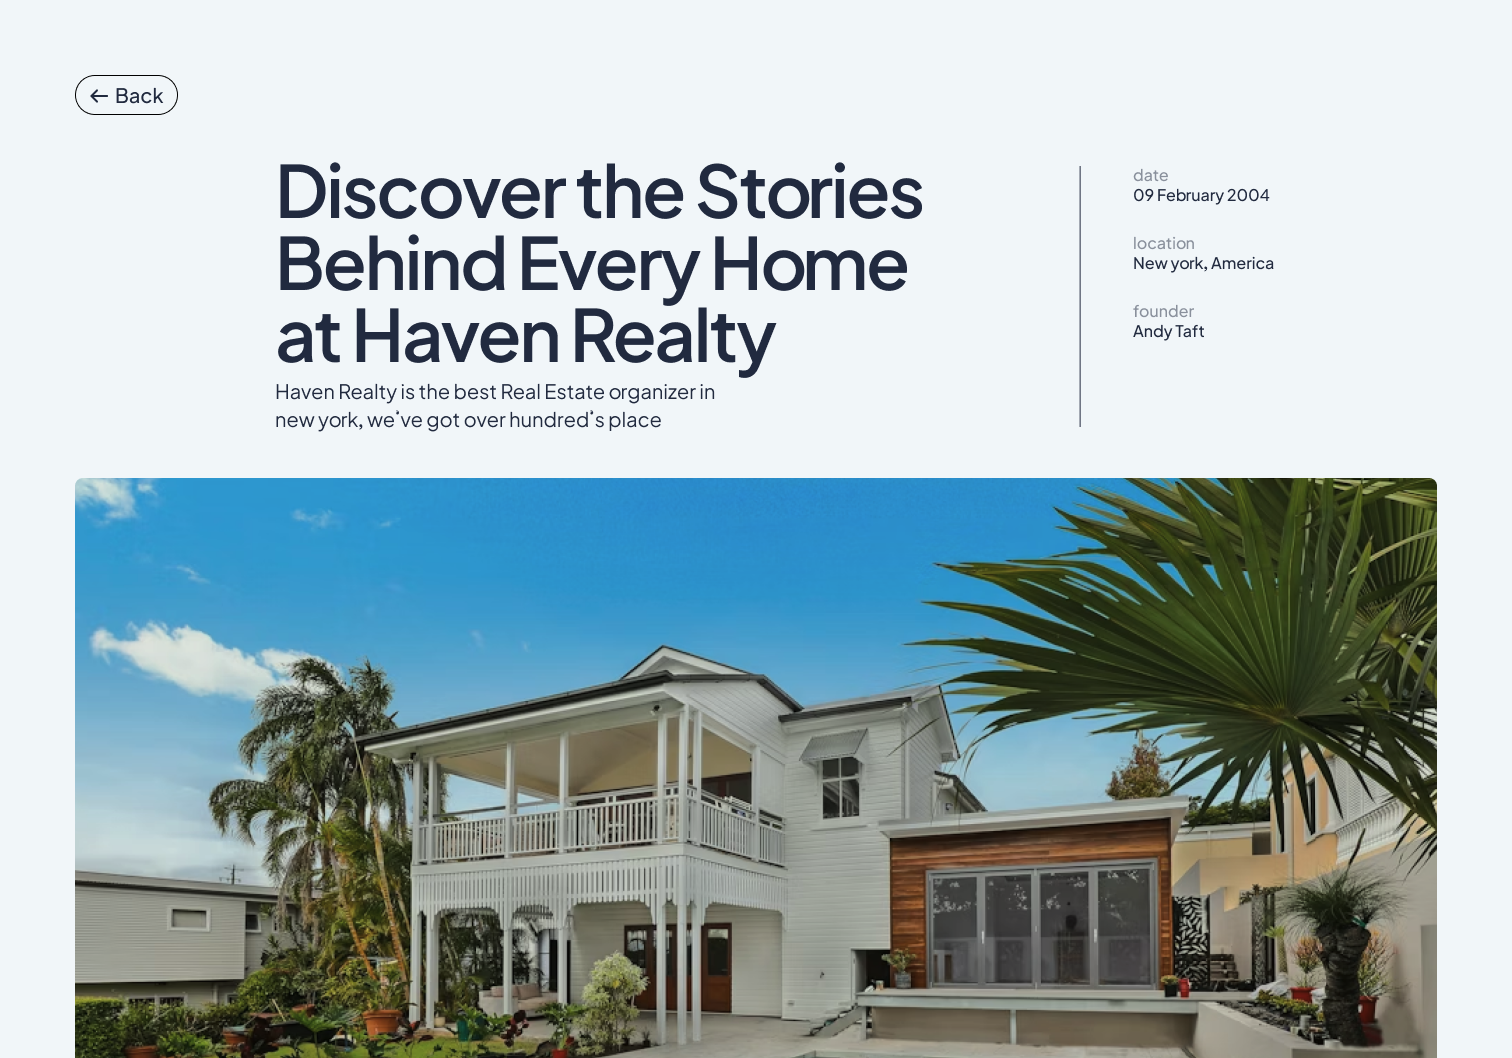 Back
Discover the Stories
Behind Every Home
at Haven Realty
Haven Realty is the best Real Estate organizer in
new york, we’ve got over hundred’s place
date
09 February 2004
location
New york, America
founder
Andy Taft